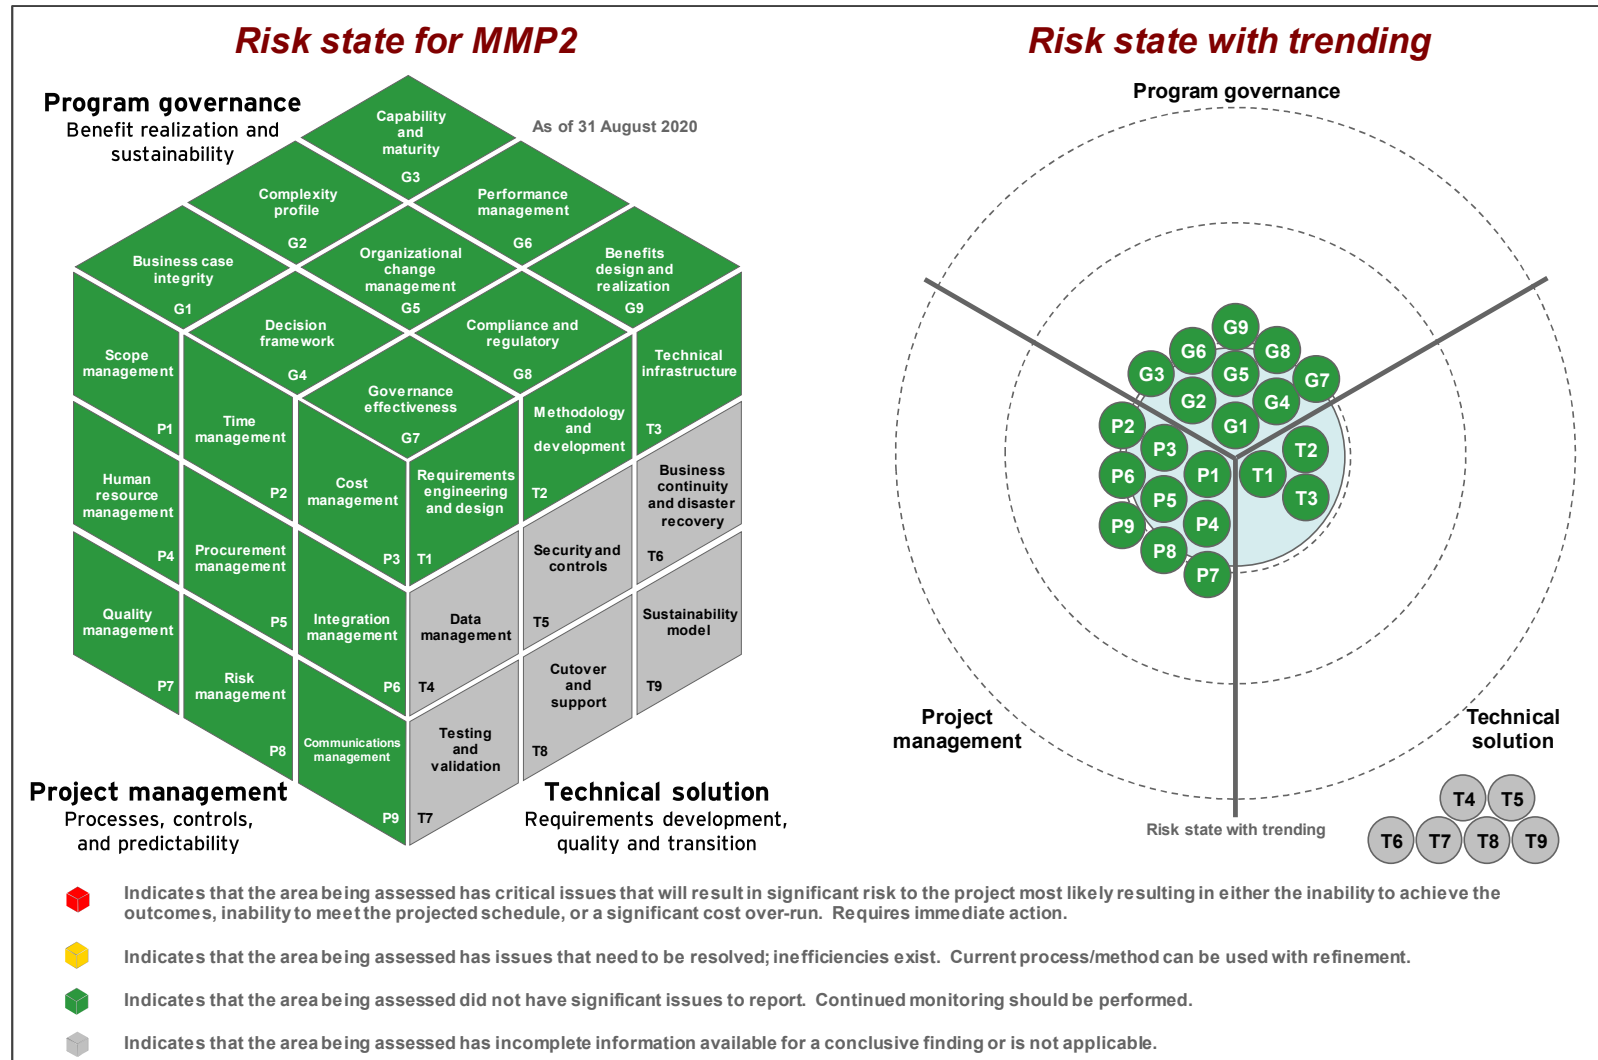 Risk state for MMP2
Risk state with trending
Program governance
Benefit realization and
sustainability
As of 31 August 2020
Capability
and
maturity
G3
Complexity
profile
G2
Performance
management
G6
Business case
integrity
G1
Organizational
change
management
G5
Benefits
design and
realization
G9
Decision
framework
G4
Compliance and
regulatory
G8
Governance
effectiveness
G7
Scope
management
P1
Time
management
P2
Cost
management
P3
Human
resource
management
P4
Procurement
management
P5
Integration
management
P6
Quality
management
P7
Risk
management
P8
Communications
management
P9
Requirements
engineering
and design
T1
Methodology
and
development
T2
Technical
infrastructure
T3
Data
management
T4
Security and
controls
T5
Business
continuity
and disaster
recovery
T6
Testing
and
validation
T7
Cutover
and
support
T8
Sustainability
model
T9
Project management
Processes, controls,
and predictability
Technical solution
Requirements development,
quality and transition
Program governance
G9
G6
G8
G3
G5
G7
G2
G4
G1
P2
P3
P6
P1
P5
P9
P4
P8
P7
T2
T1
T3
Project
management
Technical
solution
Risk state with trending
T4
T5
T6
T7
T8
T9
Indicates that the area being assessed has critical issues that will result in significant risk to the project most likely resulting in either the inability to achieve the
outcomes, inability to meet the projected schedule, or a significant cost over-run. Requires immediate action.
Indicates that the area being assessed has issues that need to be resolved; inefficiencies exist. Current process/method can be used with refinement.
Indicates that the area being assessed did not have significant issues to report. Continued monitoring should be performed.
Indicates that the area being assessed has incomplete information available for a conclusive finding or is not applicable.